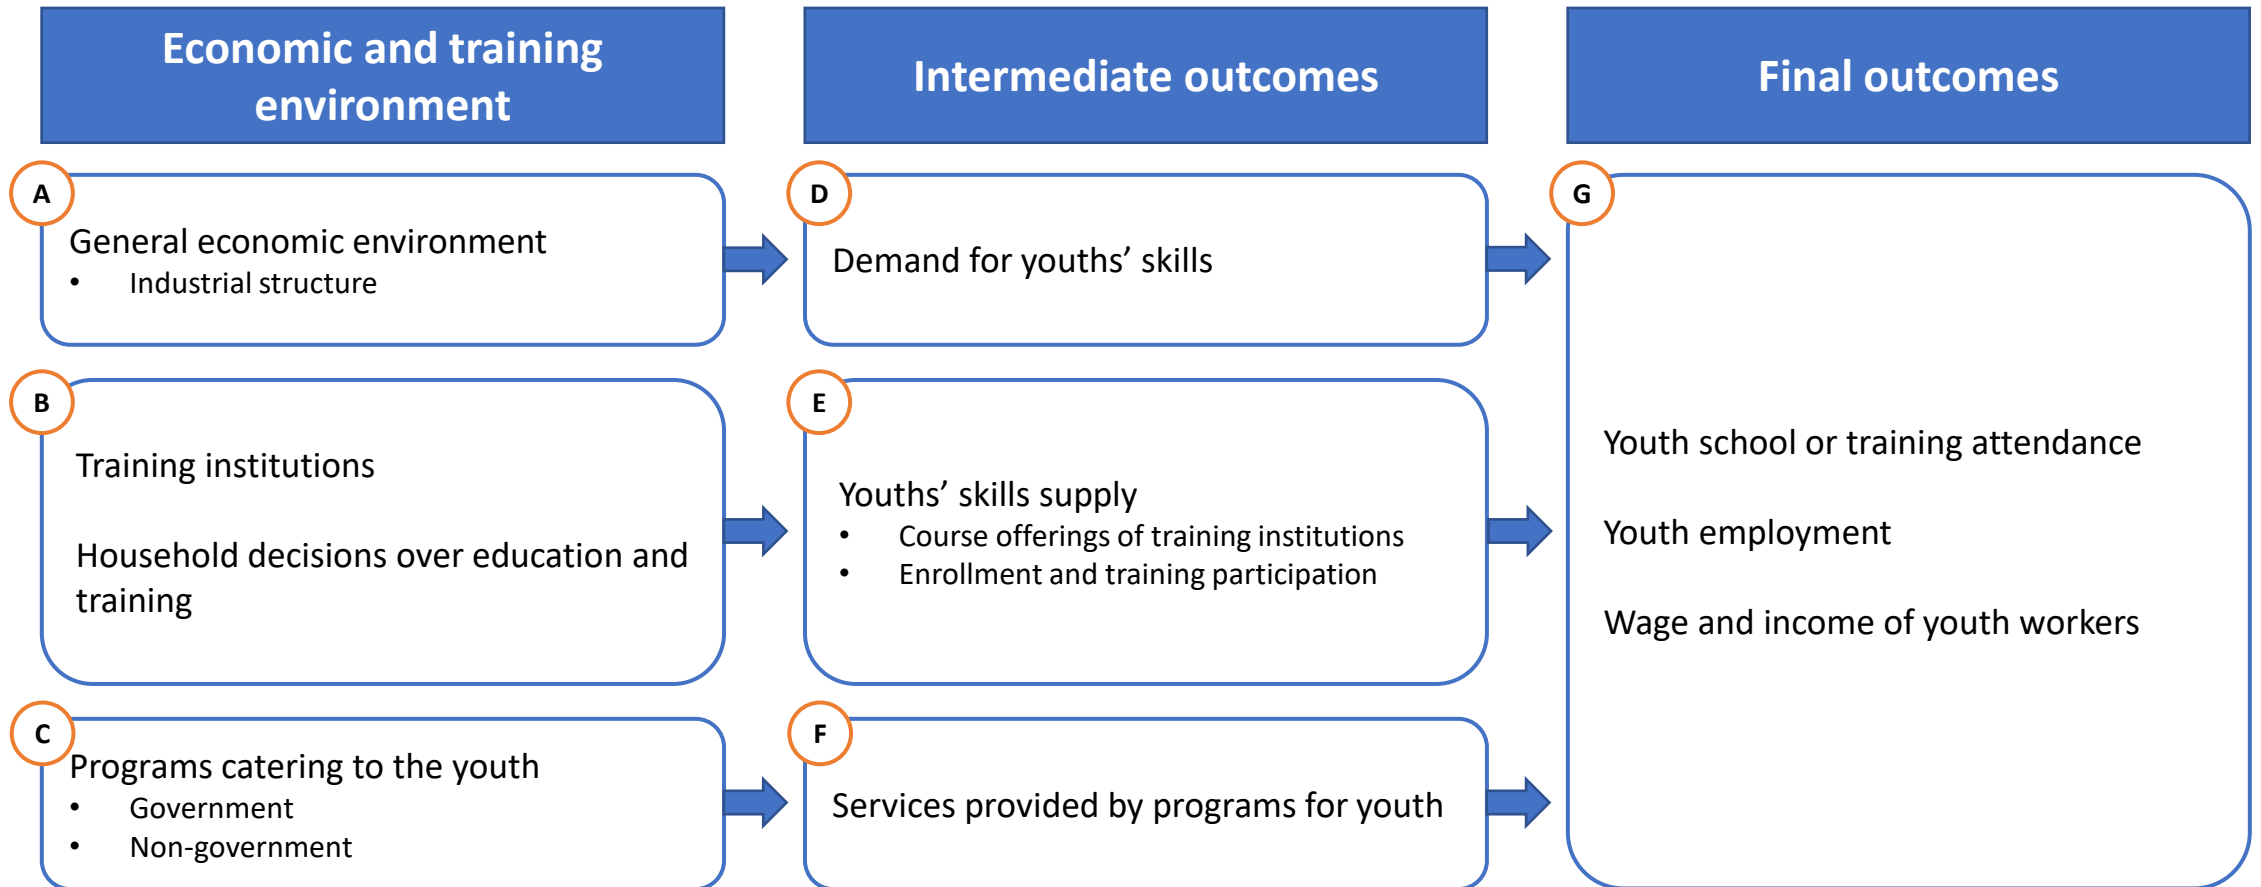 Economic and training
environment
Intermediate outcomes
Final outcomes
A
General economic environment
• Industrial structure
D
Demand for youths’ skills
G
Youth school or training attendance
Youth employment
Wage and income of youth workers
B
Training institutions
Household decisions over education and
training
E
Youths’ skills supply
• Course offerings of training institutions
• Enrollment and training participation
C
Programs catering to the youth
• Government
• Non-government
F
Services provided by programs for youth